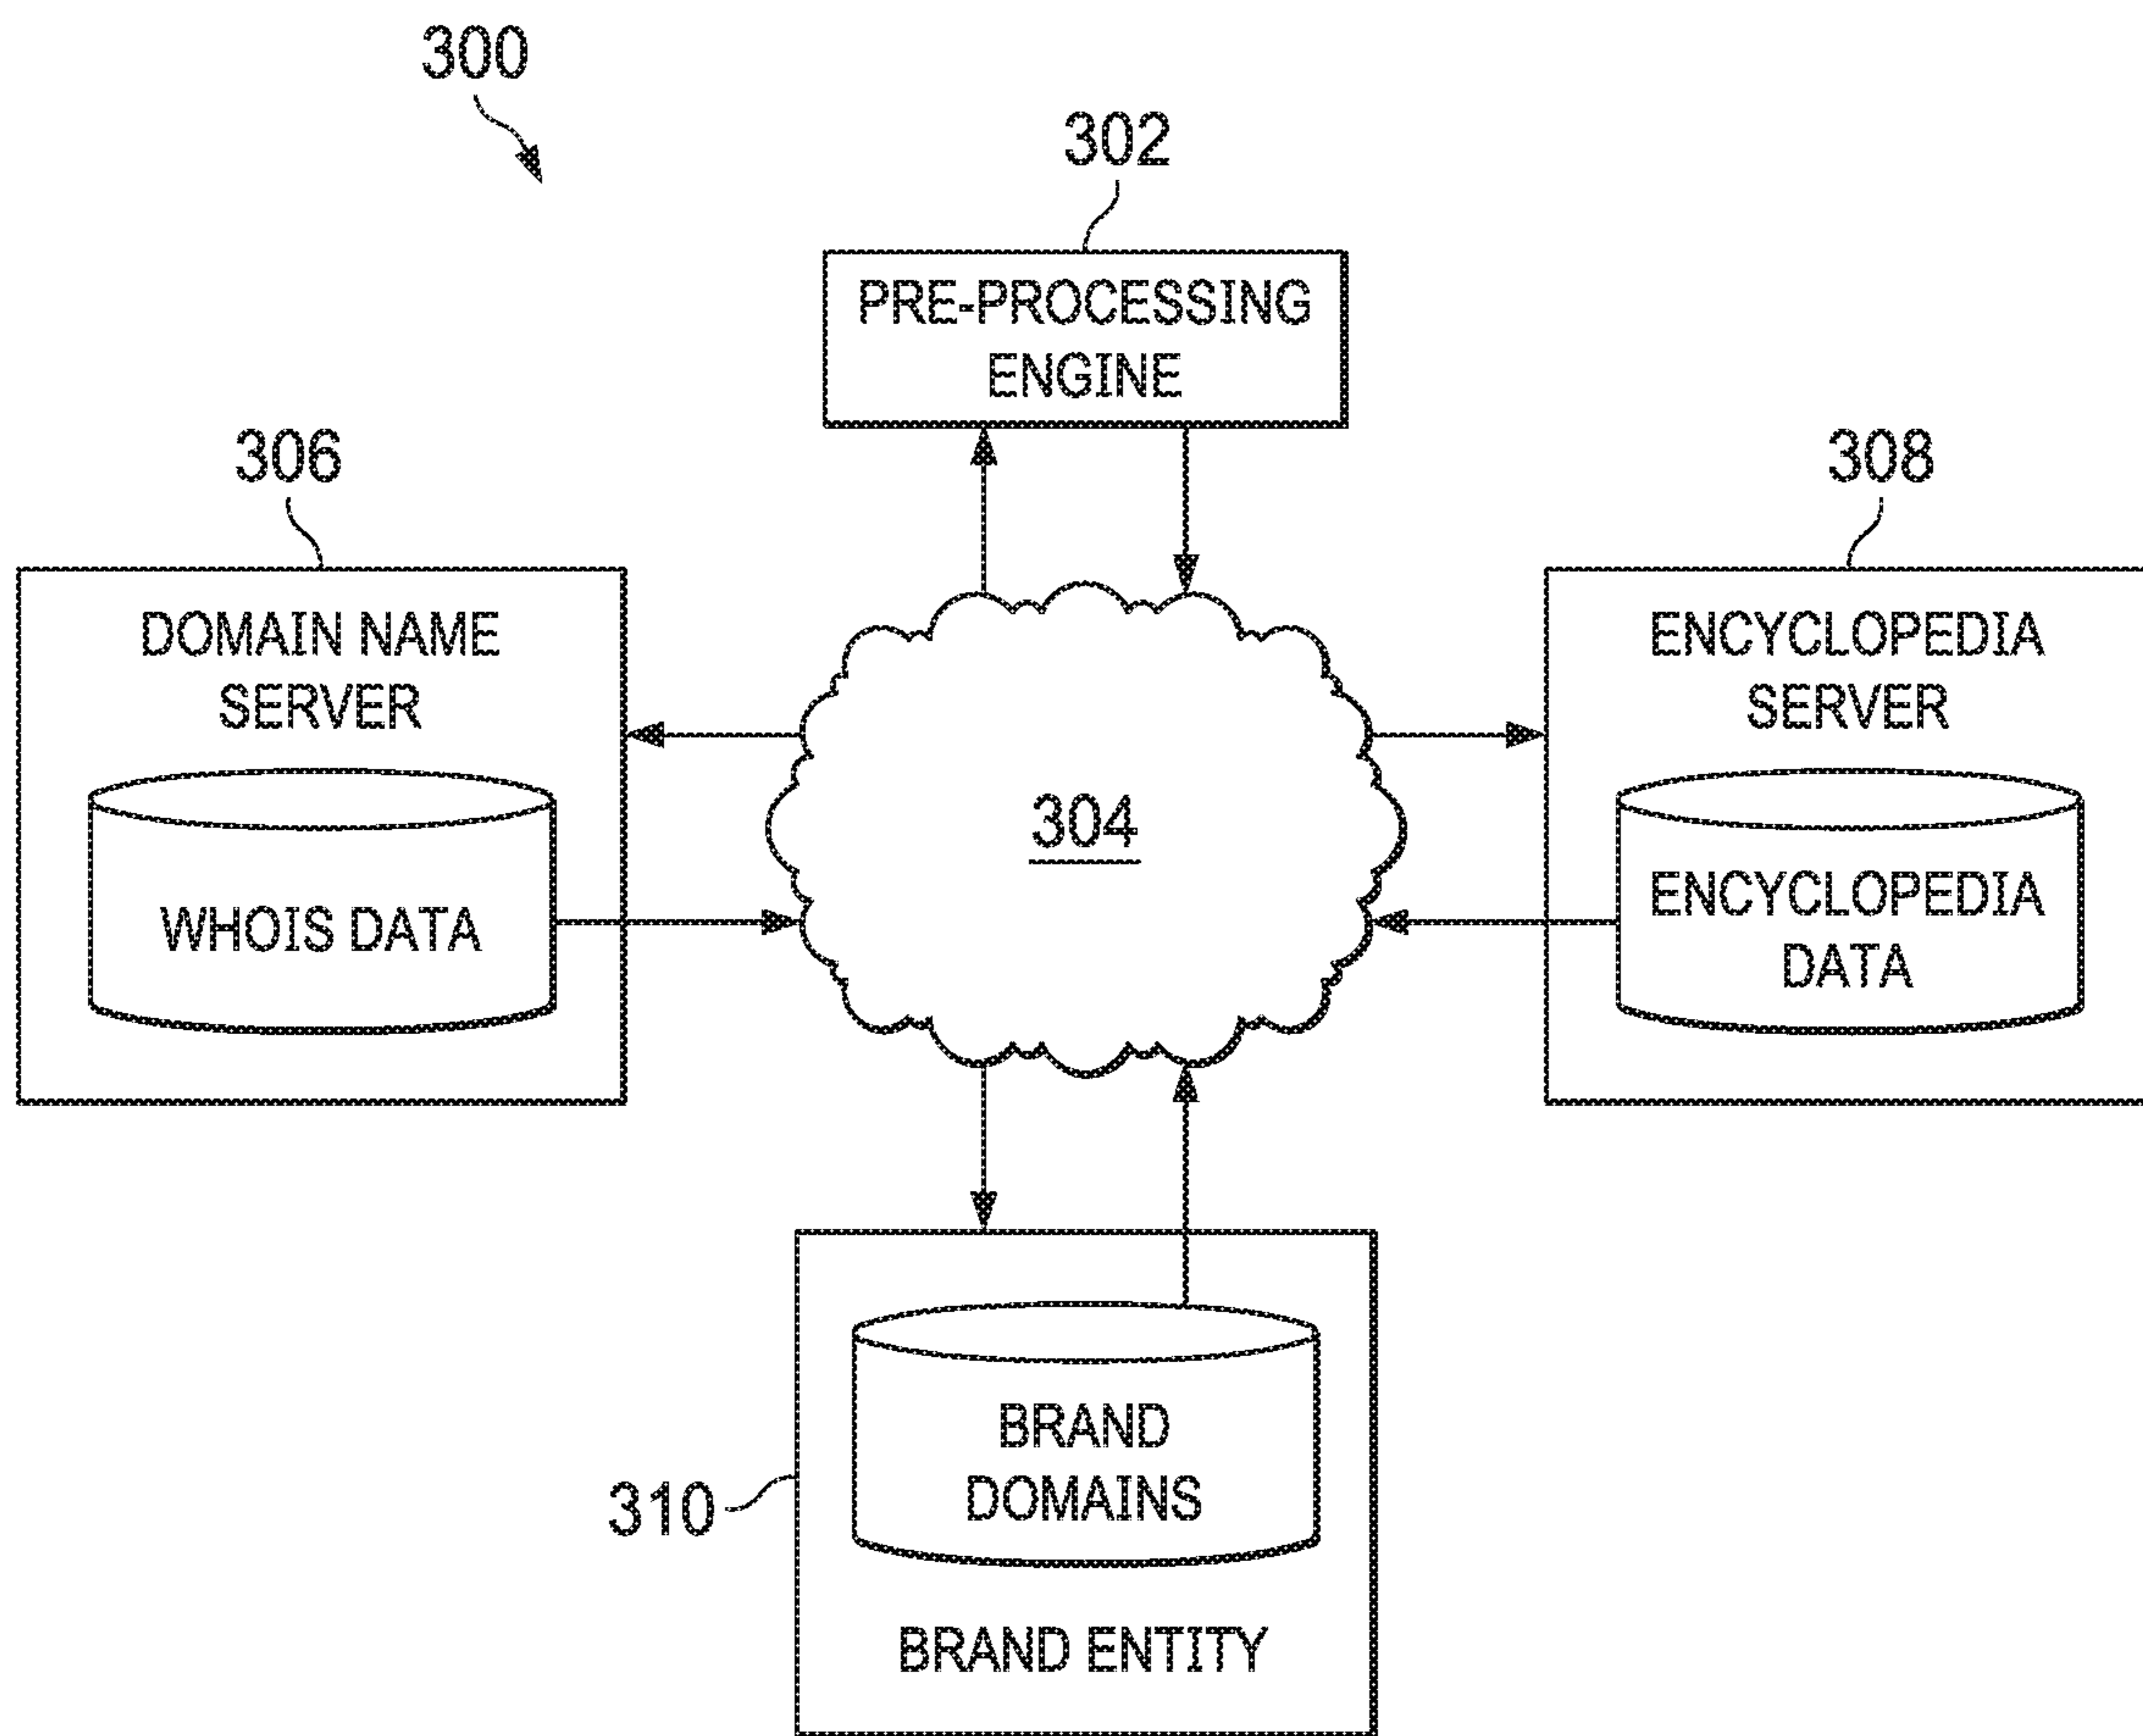 300
302
PRE-PROCESSING
ENGINE
306
308
DOMAIN NAME
SERVER
WHOIS DATA
304
ENCYCLOPEDIA
SERVER
ENCYCLOPEDIA
DATA
310
BRAND
DOMAINS
BRAND ENTITY